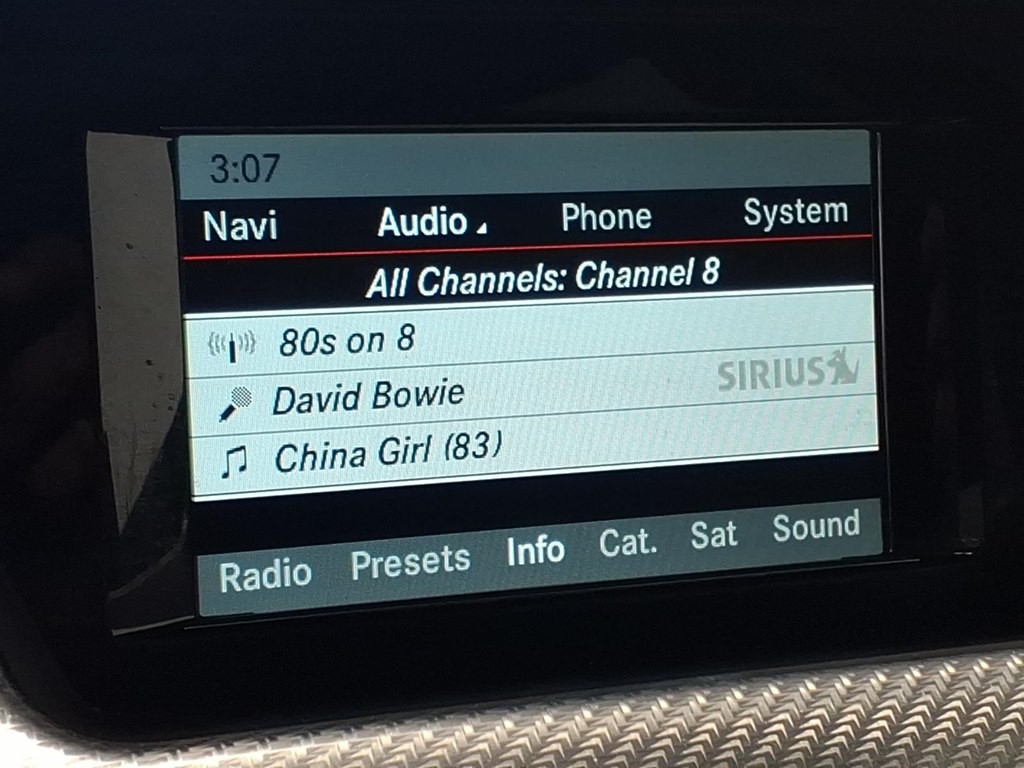 3:07
Navi Audio Phone System
All Channels: Channel 8
80s on 8
SIRIUS
David Bowie
China Girl (83)
Radio Presets Info Cat. Sat Sound